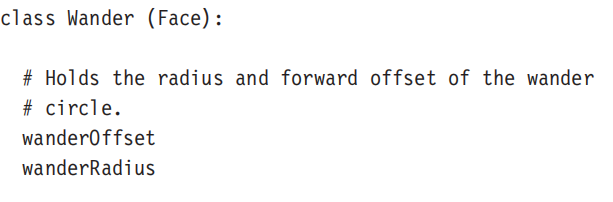 class Wander (Face):
# Holds the radius and forward offset of the wander
# circle.
wanderOffset
wanderRadius